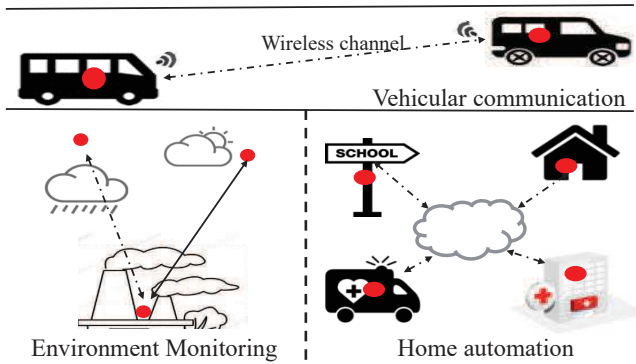 Wireless channel
Vehicular communication
SCHOOL
Environment Monitoring
Home automation